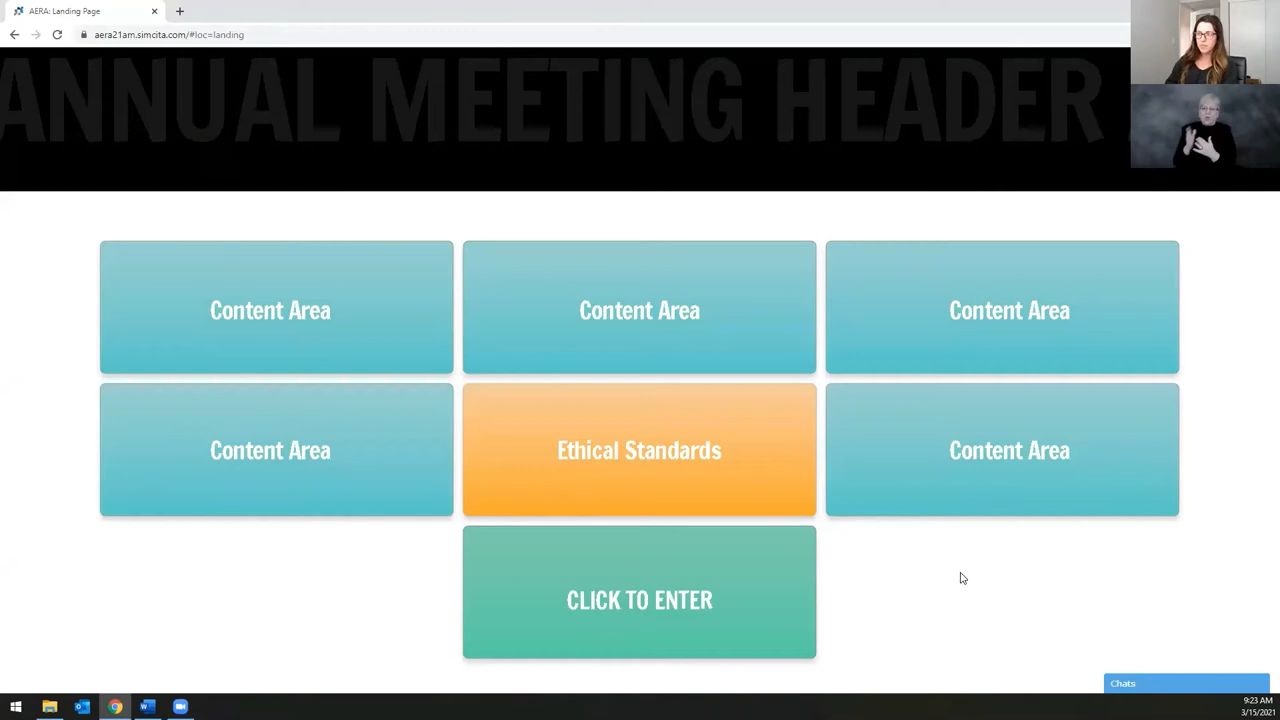 AERA: Landing Page
aera21am.simcita.com/#loc=landing
ANNUAL MEETING HEADER
Content Area
Content Area
Content Area
Content Area
Ethical Standards
Content Area
CLICK TO ENTER
Chats
9:23 AM
3/15/2021